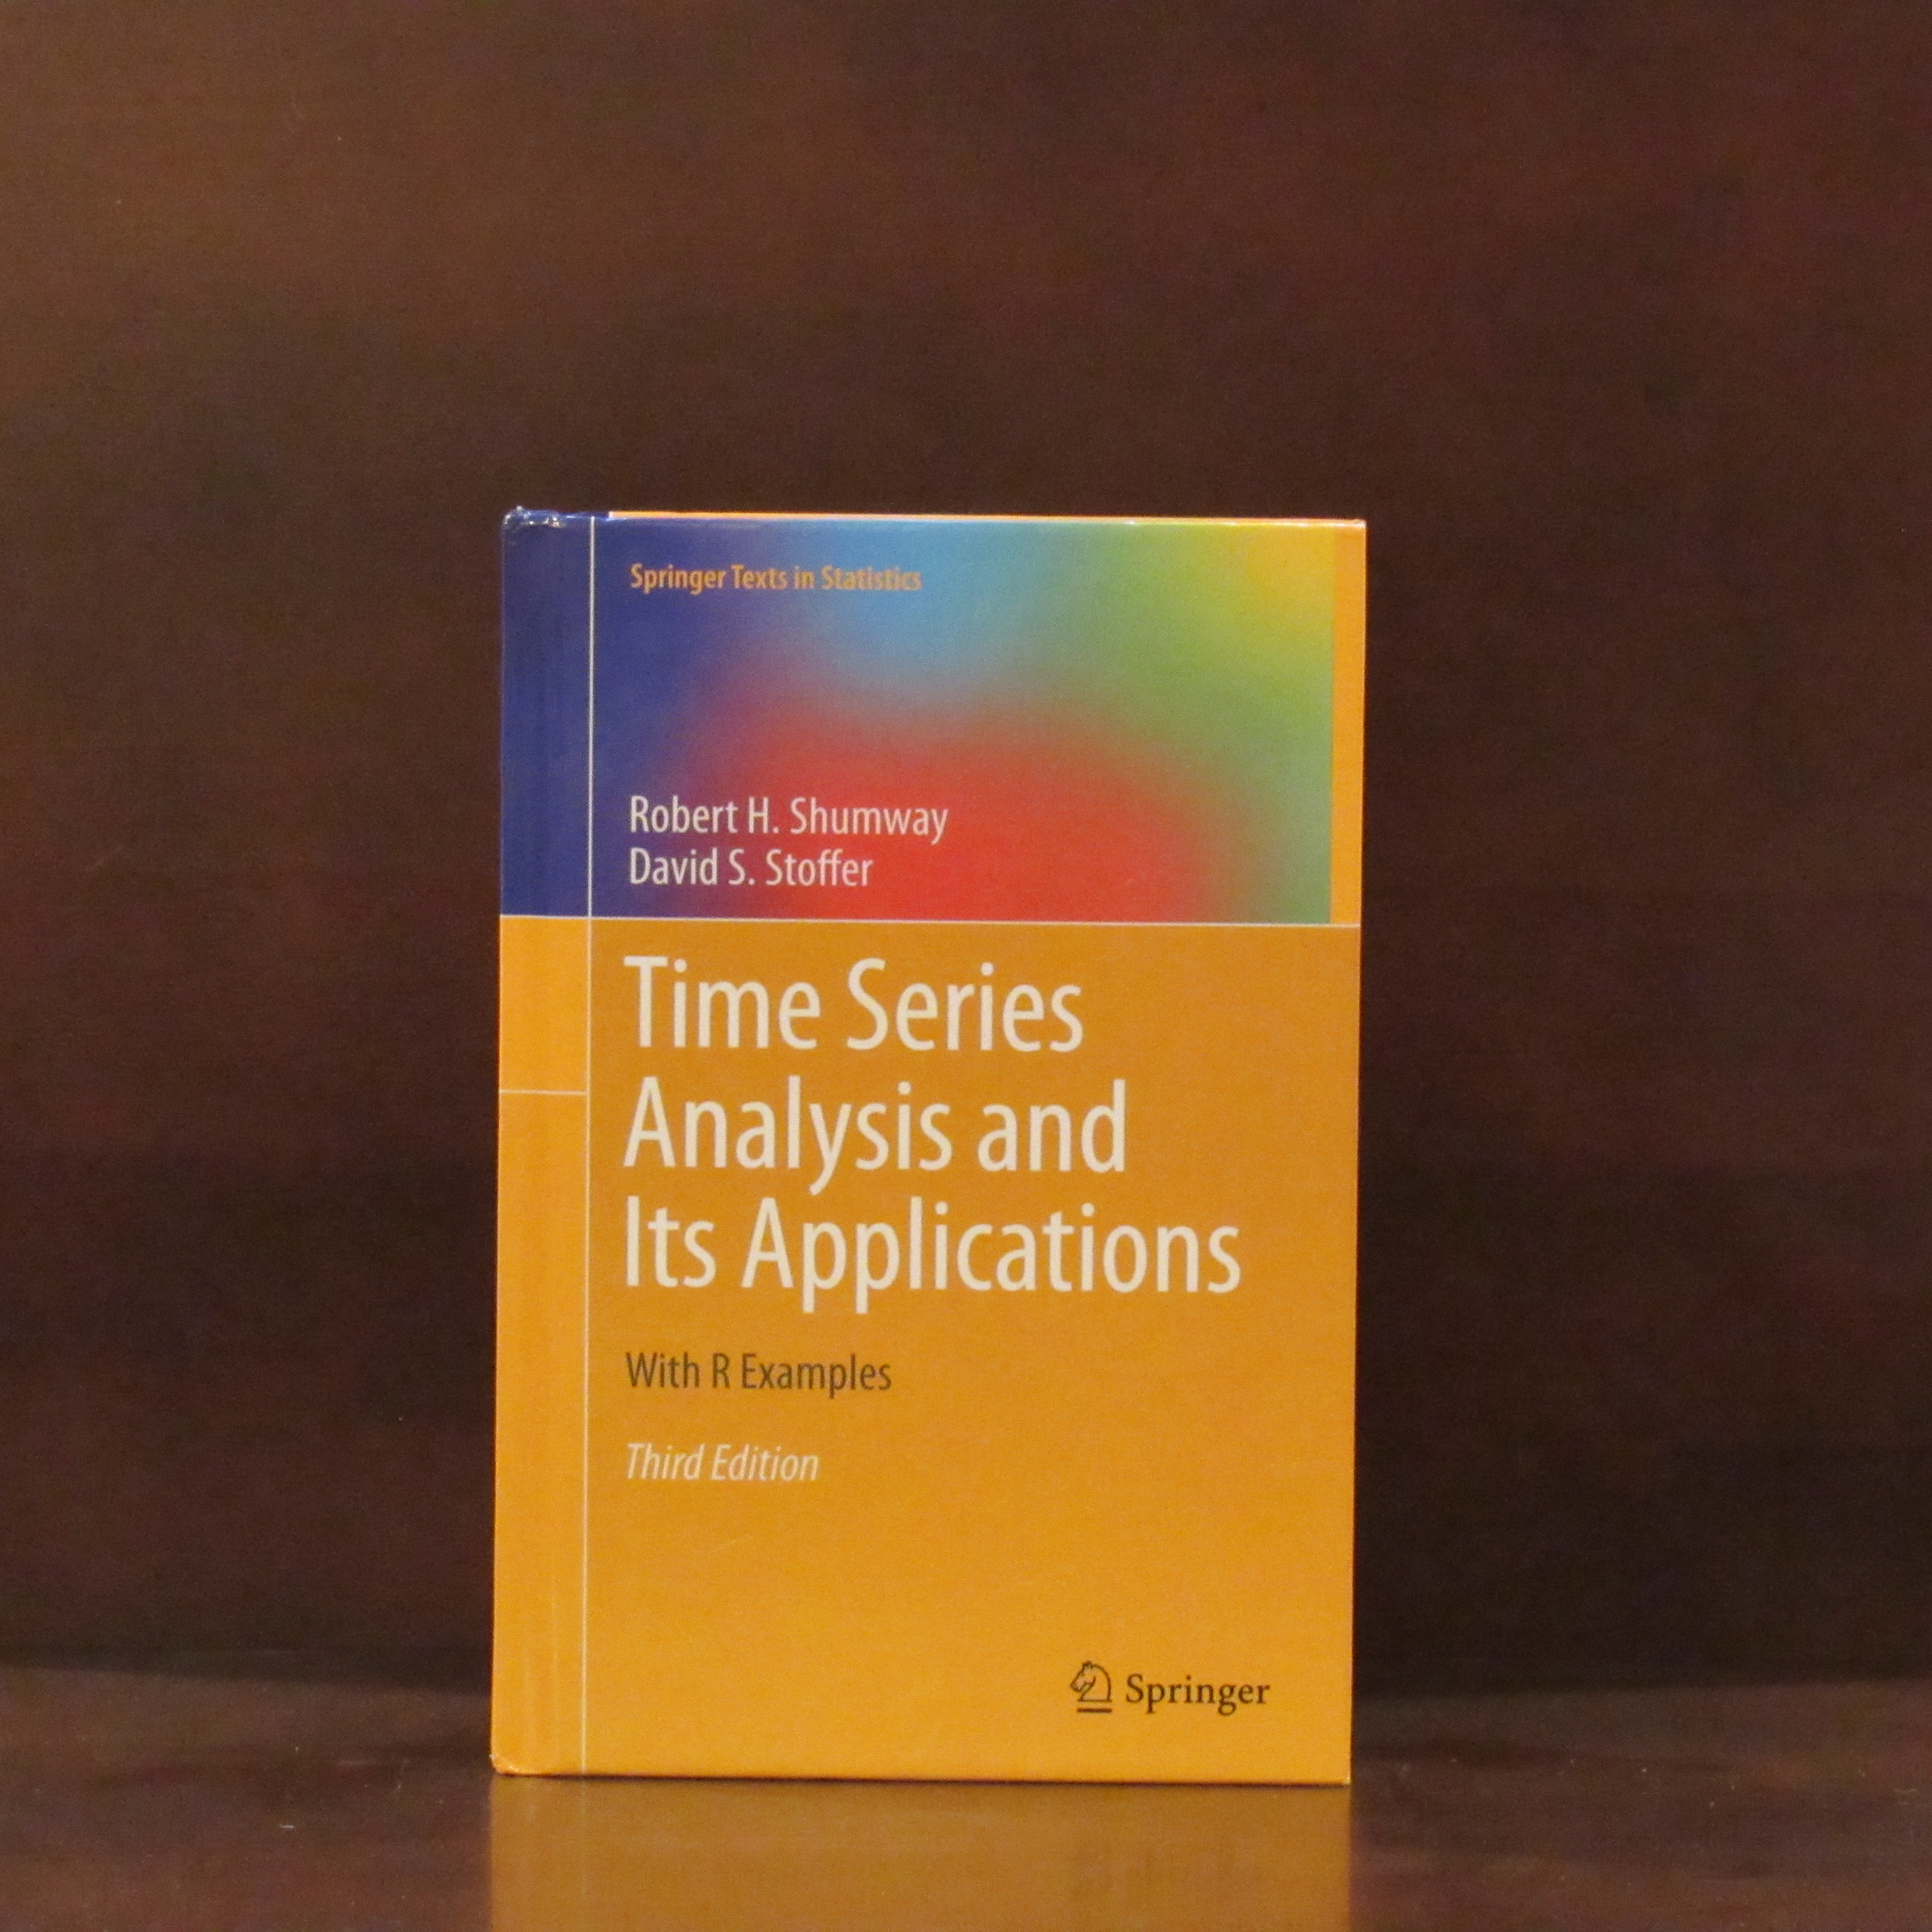 Springer Texts in Statistics
Robert H. Shumway
David S. Stoffer
Time Series
Analysis and
Its Applications
With R Examples
Third Edition
Springer